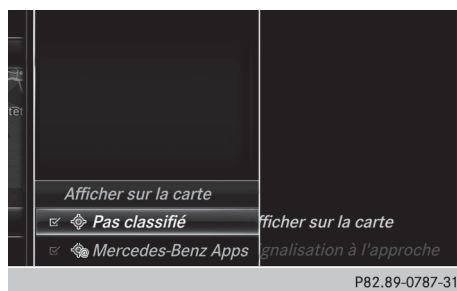 Afficher sur la carte
Pas classifié
fficher sur la carte
Mercedes-Benz Apps
gnalisation à l'approche
P82.89-0787-31